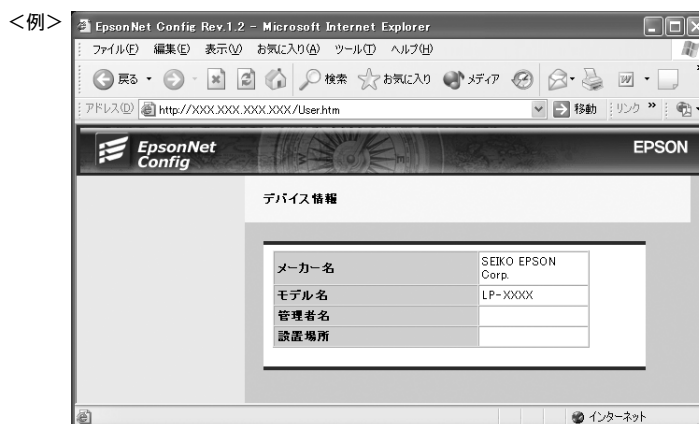 ＜例＞
EpsonNet Config Rev.1.2 - Microsoft Internet Explorer
ファイル(F) 編集(E) 表示(V) お気に入り(A) ツール(T) ヘルプ(H)
戻る 検索 お気に入り メディア
アドレス(D) http://XXX.XXX.XXX.XXX/User.htm 移動 リンク »
EpsonNet
Config
EPSON
デバイス情報
メーカー名 SEIKO EPSON
Corp.
モデル名 LP-XXXX
管理者名
設置場所
インターネット